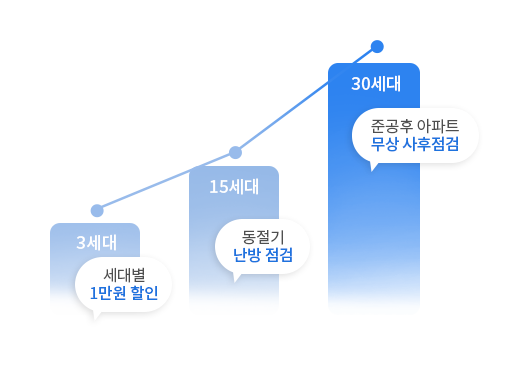 30세대
준공후 아파트
무상 사후점검
15세대
동절기
난방 점검
3세대
세대별
1만원 할인